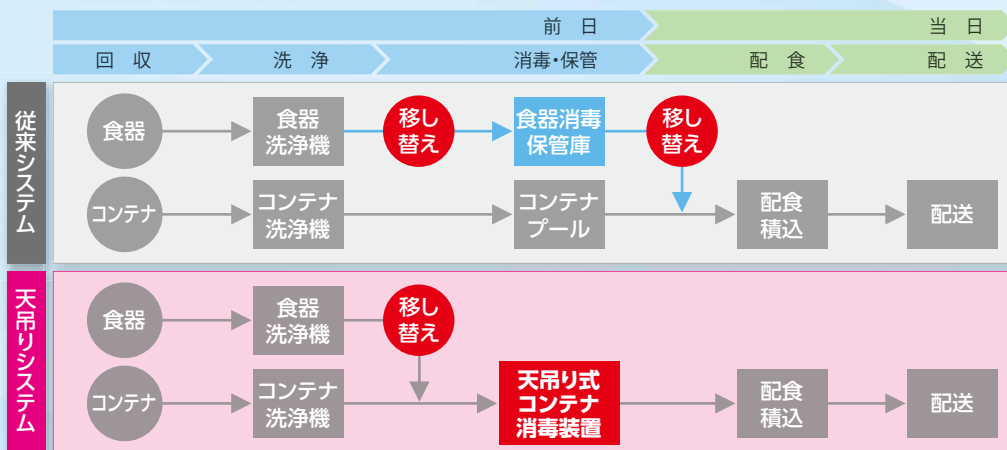 前 日
当 日
回 収
洗 浄
消毒・保管
配 食
配 送
従来システム
食器
食器
洗浄機
移し
替え
食器消毒
保管庫
移し
替え
コンテナ
コンテナ
洗浄機
コンテナ
プール
配食
積込
配送
天吊りシステム
食器
食器
洗浄機
移し
替え
コンテナ
コンテナ
洗浄機
天吊り式
コンテナ
消毒装置
配食
積込
配送